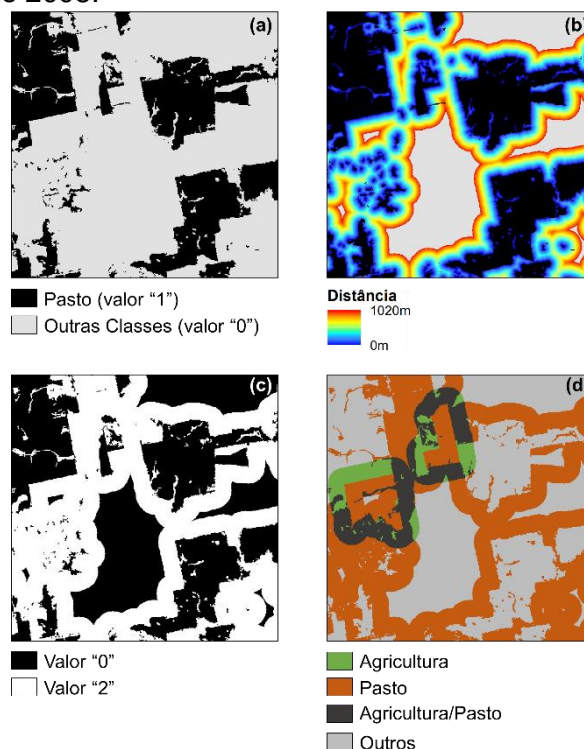 (a)
(b)
Pasto (valor “1”)
Outras Classes (valor “0”)
Distância
1020m
0m
(c)
(d)
Valor “0”
Valor “2”
Agricultura
Pasto
Agricultura/Pasto
Outros